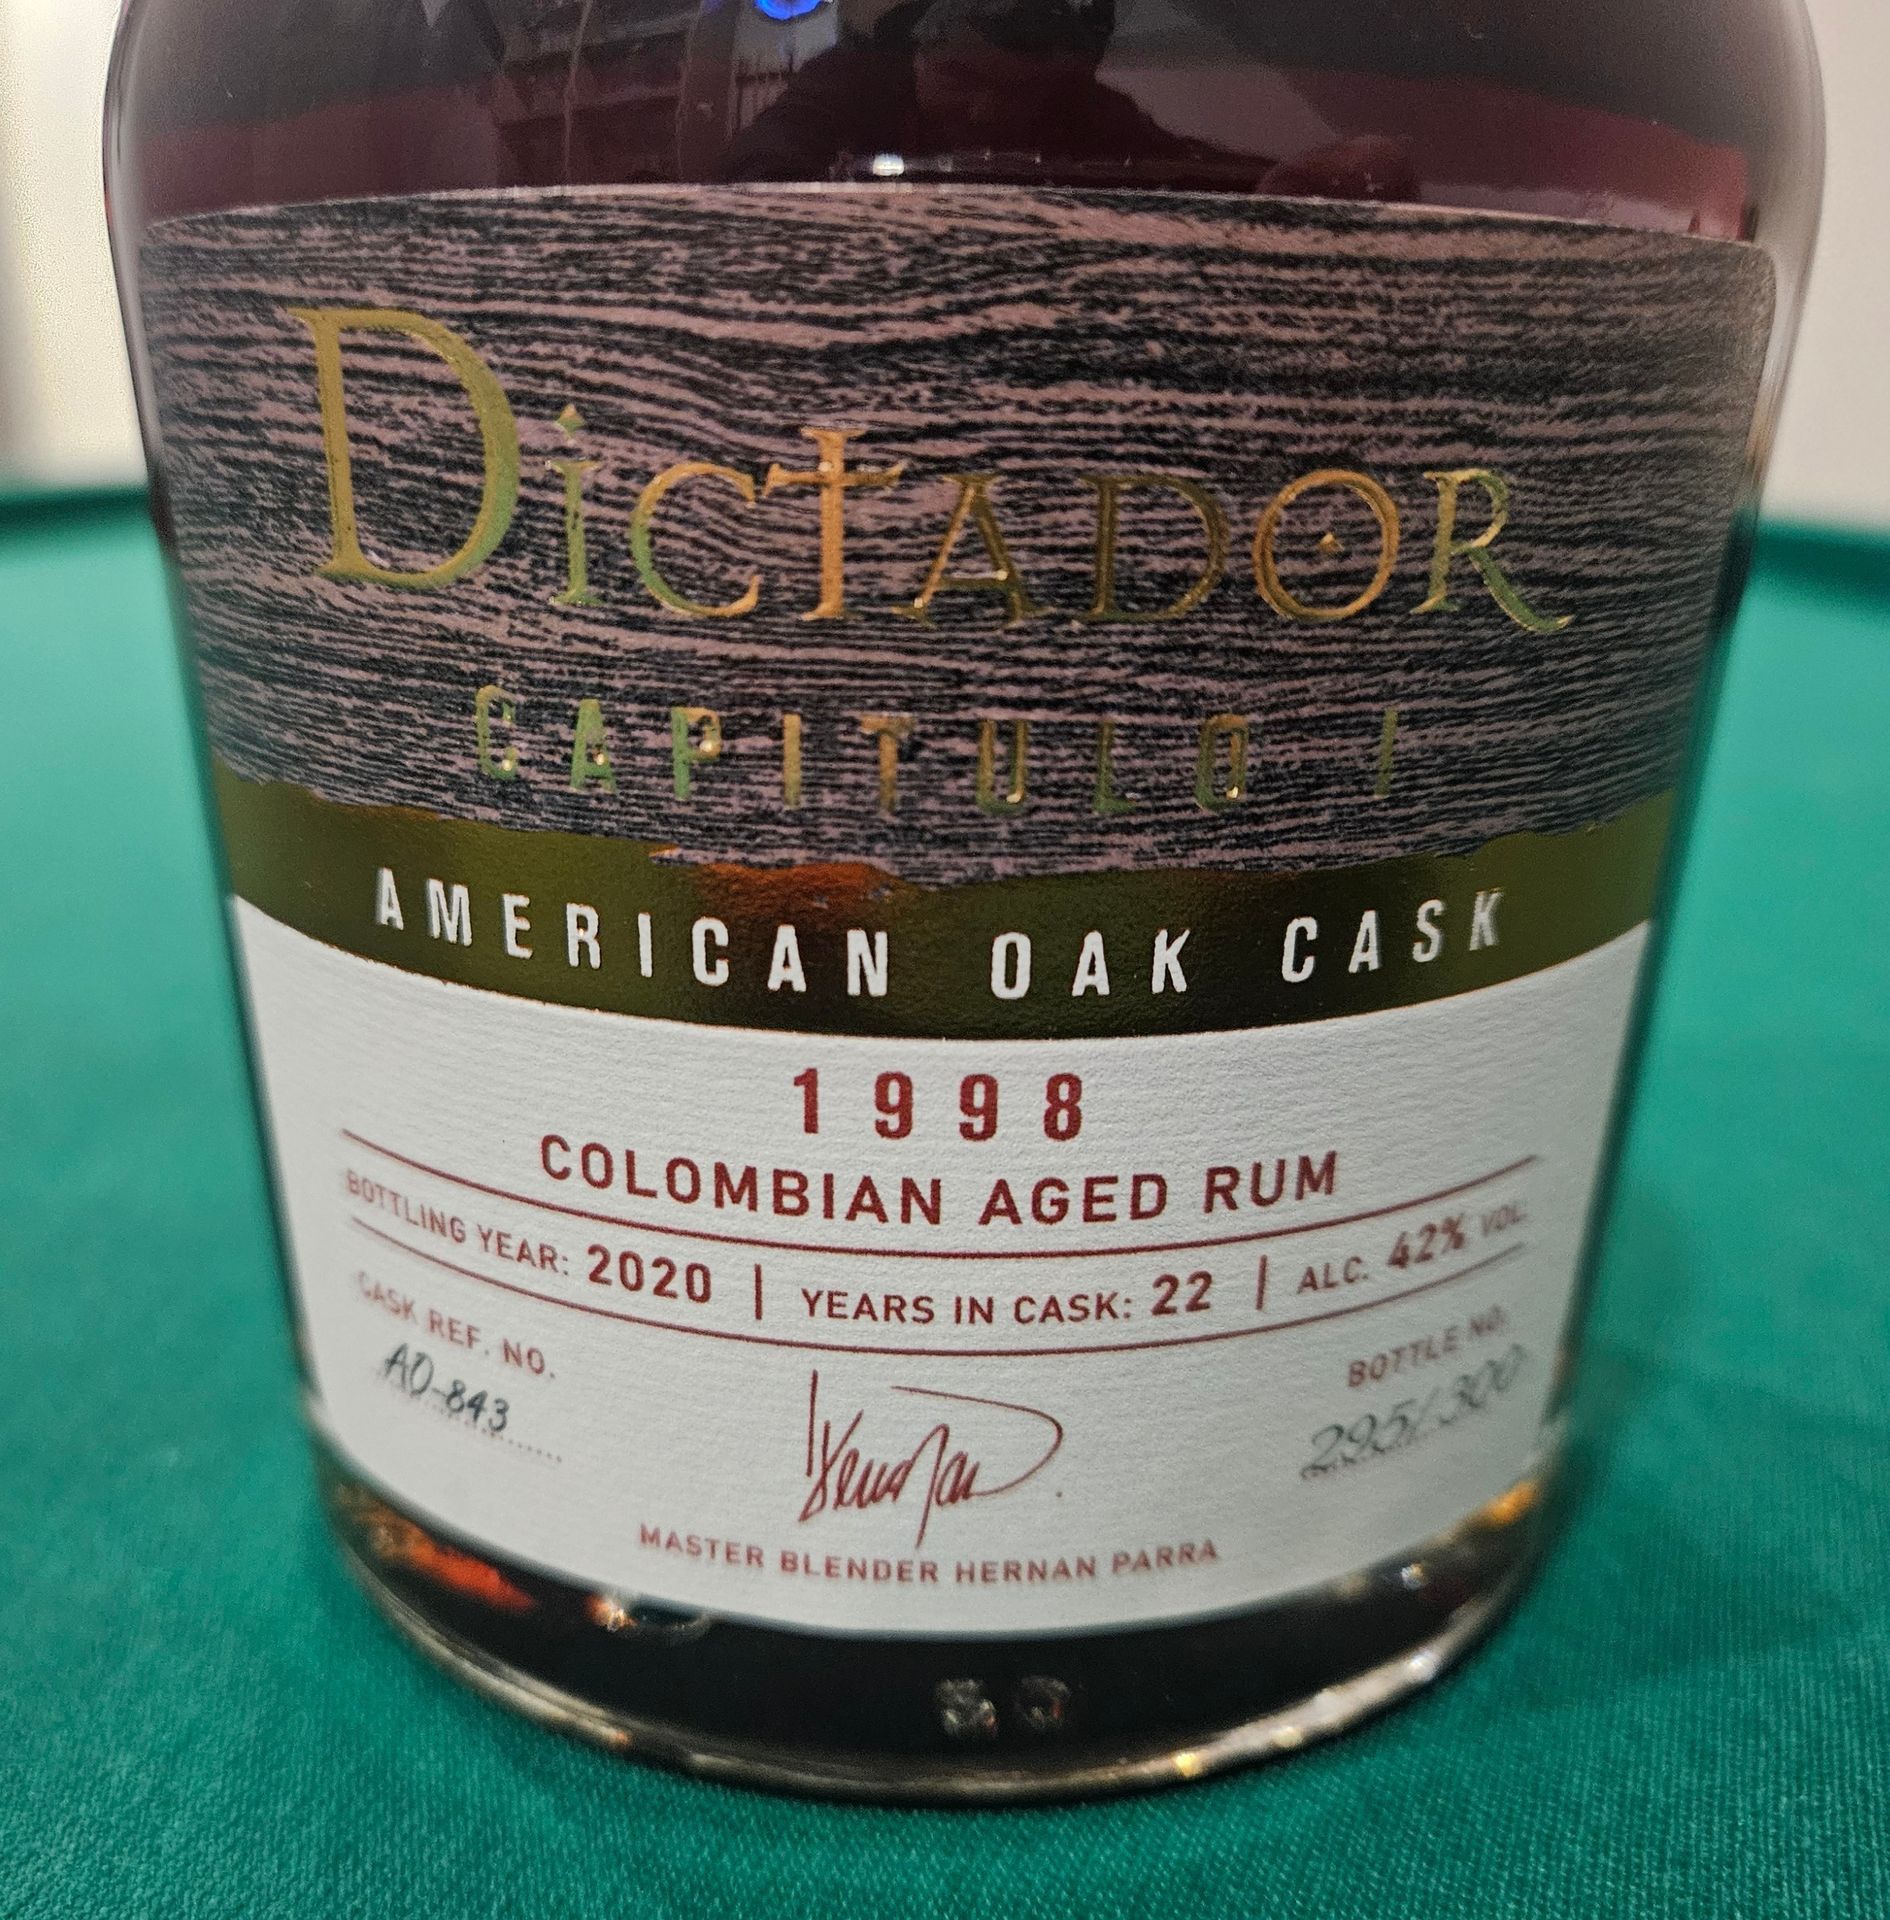 DICTADOR
CAPITULO I
AMERICAN OAK CASK
1998
COLOMBIAN AGED RUM
BOTTLING YEAR: 2020 | YEARS IN CASK: 22 | ALC. 42% VOL.
CASK REF. NO.
AO-843
BOTTLE NO.
295/300
MASTER BLENDER HERNAN PARRA